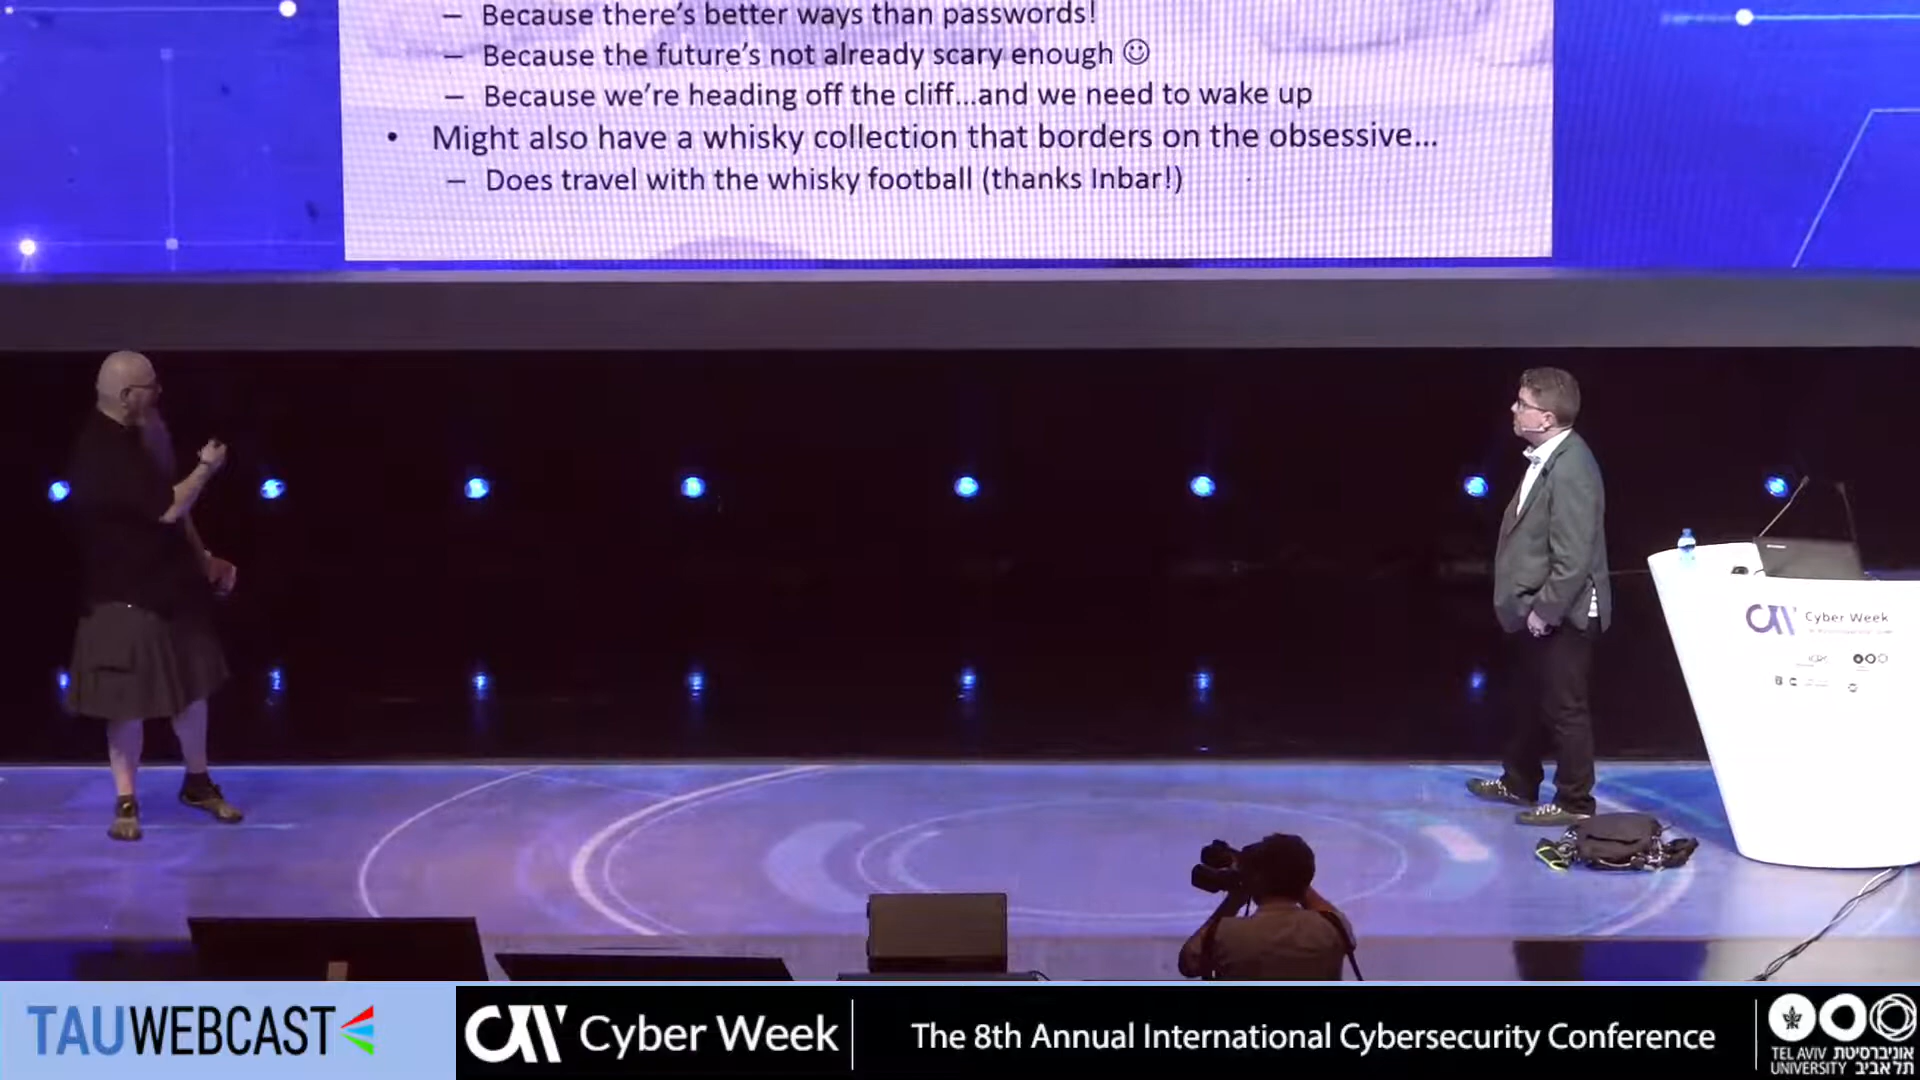 – Because there's better ways than passwords!
– Because the future's not already scary enough ☺
– Because we're heading off the cliff...and we need to wake up
• Might also have a whisky collection that borders on the obsessive...
– Does travel with the whisky football (thanks Inbar!)
Cyber Week
TAUWEBCAST
Cyber Week
The 8th Annual International Cybersecurity Conference
TEL AVIV אוניברסיטת
UNIVERSITY תל אביב